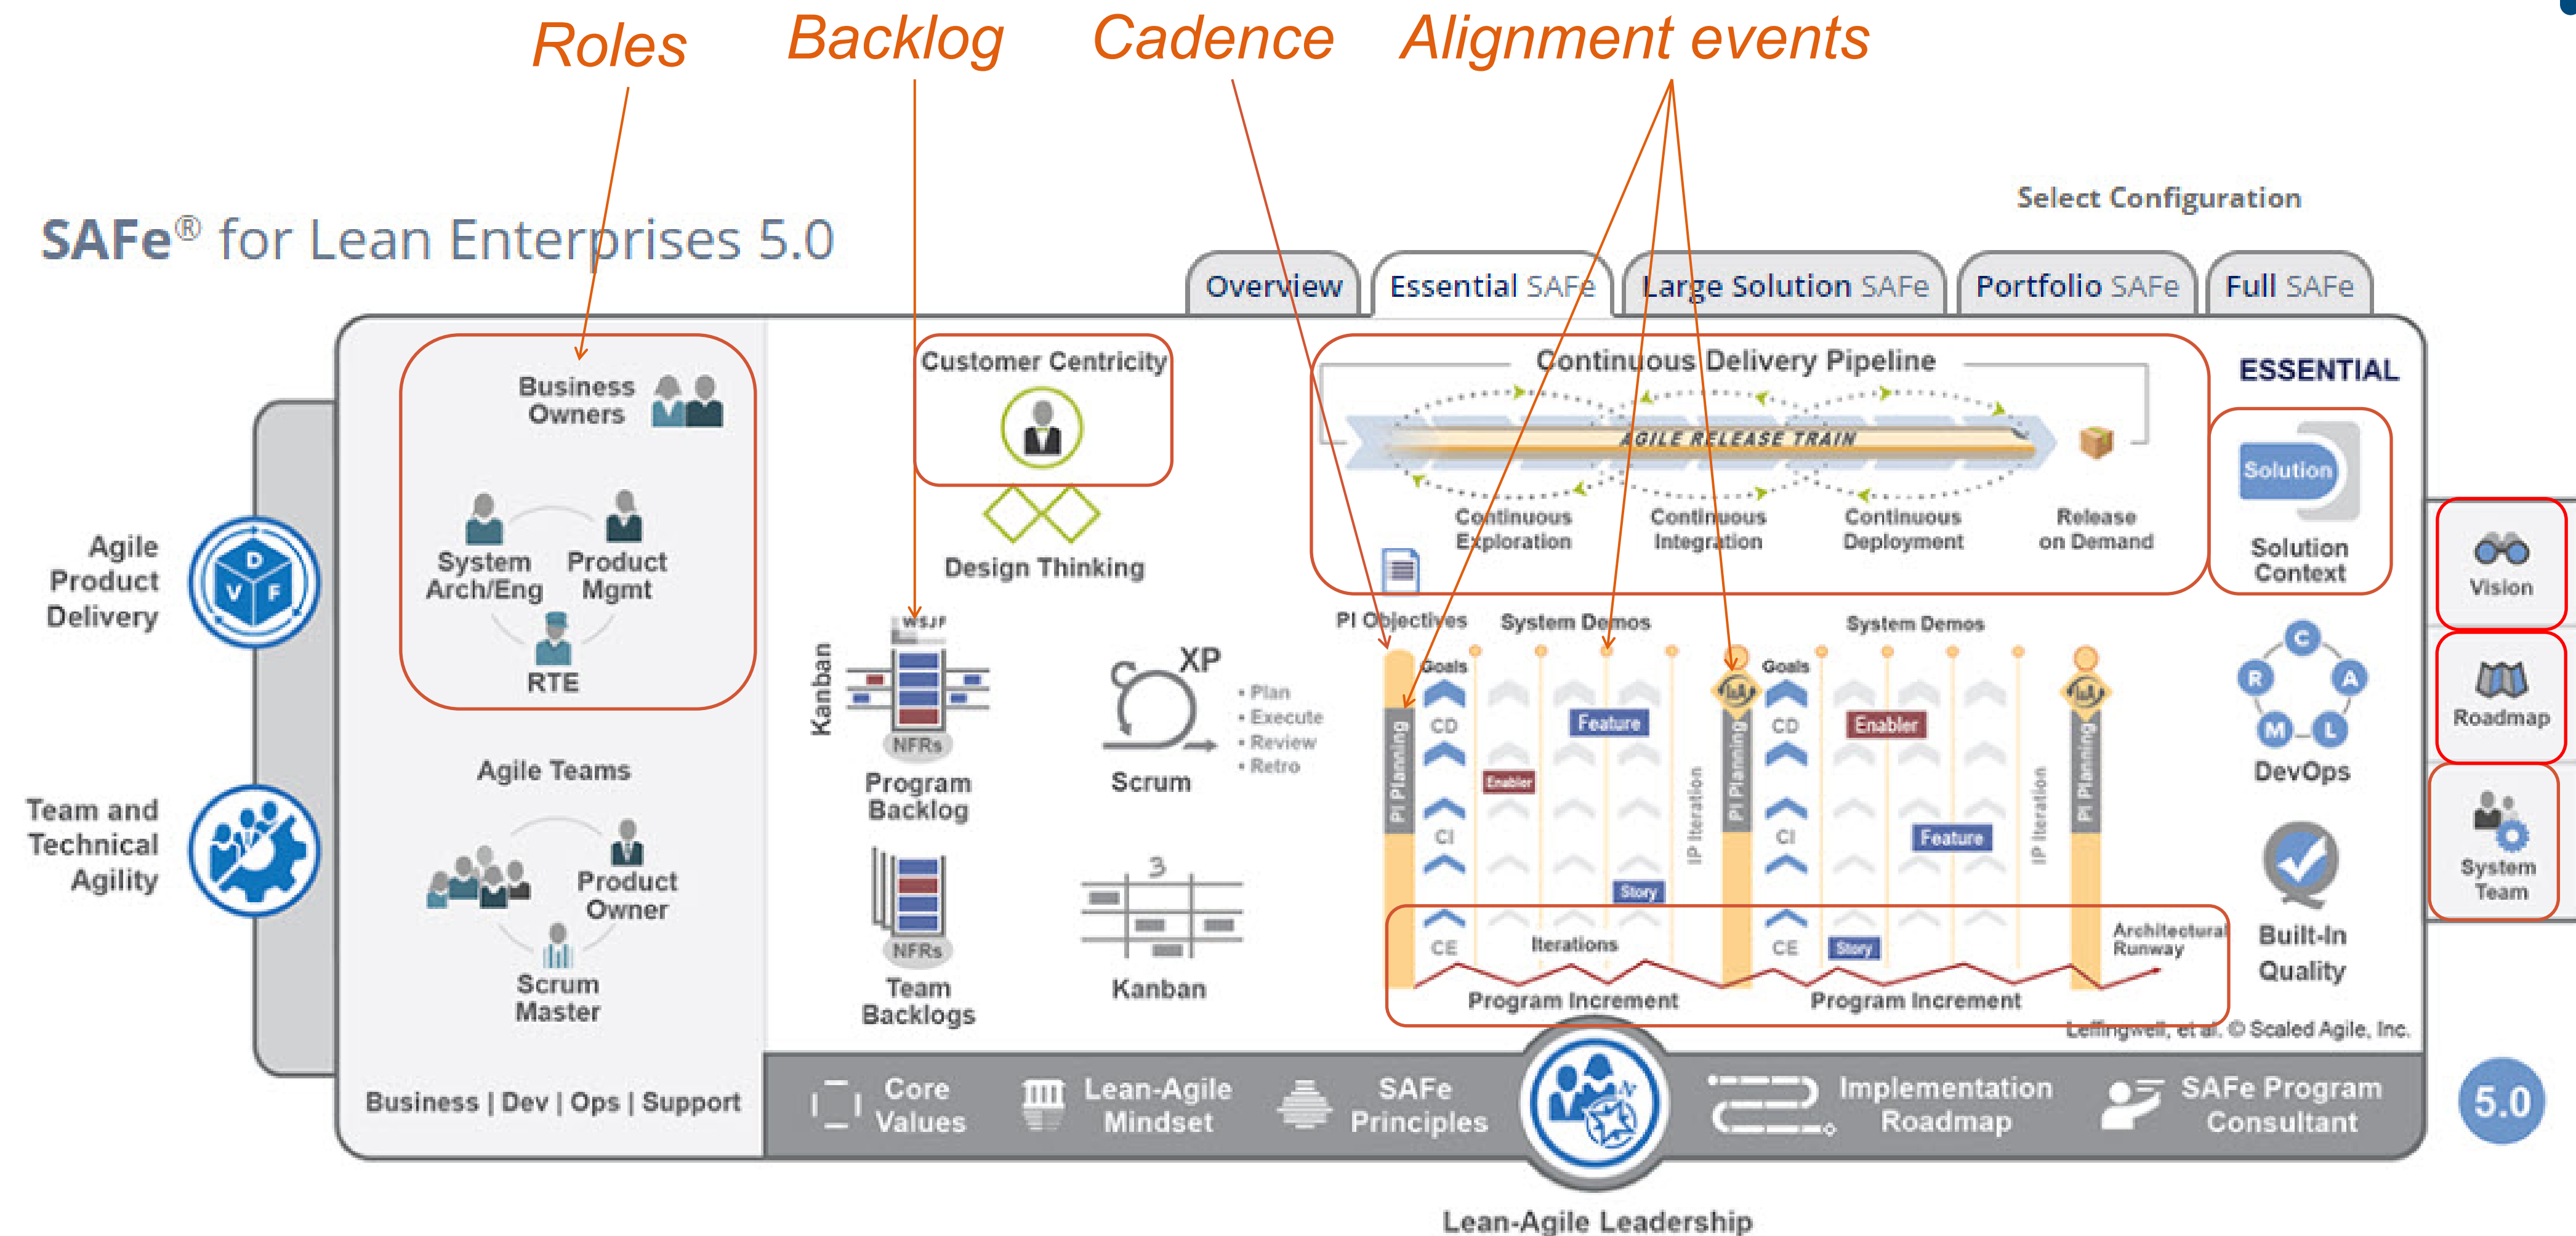 Roles
Backlog
Cadence
Alignment events
Select Configuration
SAFe® for Lean Enterprises 5.0
Overview
Essential SAFe
Large Solution SAFe
Portfolio SAFe
Full SAFe
Agile
Product
Delivery
D
V F
Team and
Technical
Agility
Business
Owners
System
Arch/Eng
Product
Mgmt
RTE
Agile Teams
Product
Owner
Scrum
Master
Business | Dev | Ops | Support
Customer Centricity
Design Thinking
Kanban
WSJF
NFRs
Program
Backlog
XP
• Plan
• Execute
• Review
• Retro
Scrum
NFRs
Team
Backlogs
3
Kanban
Continuous Delivery Pipeline
AGILE RELEASE TRAIN
Continuous
Exploration
Continuous
Integration
Continuous
Deployment
Release
on Demand
PI Objectives
System Demos
System Demos
Goals
CD
CI
CE
PI Planning
Enabler
Feature
Story
Iterations
IP Iteration
PI Planning
Goals
CD
CI
CE
Enabler
Feature
Story
IP Iteration
PI Planning
Architectural
Runway
Program Increment
Program Increment
ESSENTIAL
Solution
Solution
Context
C
R A
M L
DevOps
Built-In
Quality
Leffingwell, et al. © Scaled Agile, Inc.
Vision
Roadmap
System
Team
Core
Values
Lean-Agile
Mindset
SAFe
Principles
N
Implementation
Roadmap
SAFe Program
Consultant
5.0
Lean-Agile Leadership